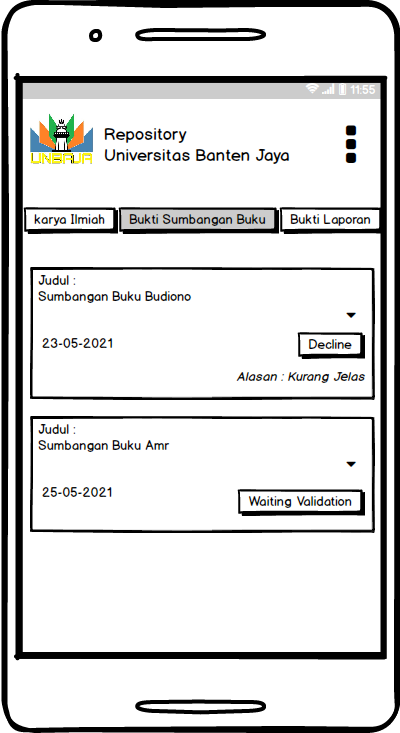 11:55
UNBAJA
Repository
Universitas Banten Jaya
karya Ilmiah
Bukti Sumbangan Buku
Bukti Laporan
Judul :
Sumbangan Buku Budiono
23-05-2021
Decline
Alasan : Kurang Jelas
Judul :
Sumbangan Buku Amr
25-05-2021
Waiting Validation